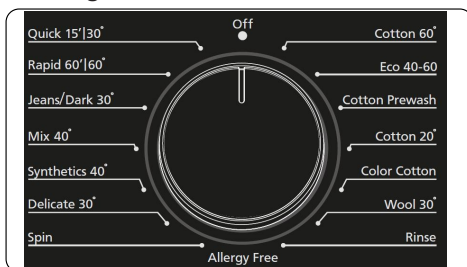 Off
Quick 15’|30°
Cotton 60°
Rapid 60’|60°
Eco 40-60
Jeans/Dark 30°
Cotton Prewash
Mix 40°
Cotton 20°
Synthetics 40°
Color Cotton
Delicate 30°
Wool 30°
Spin
Rinse
Allergy Free